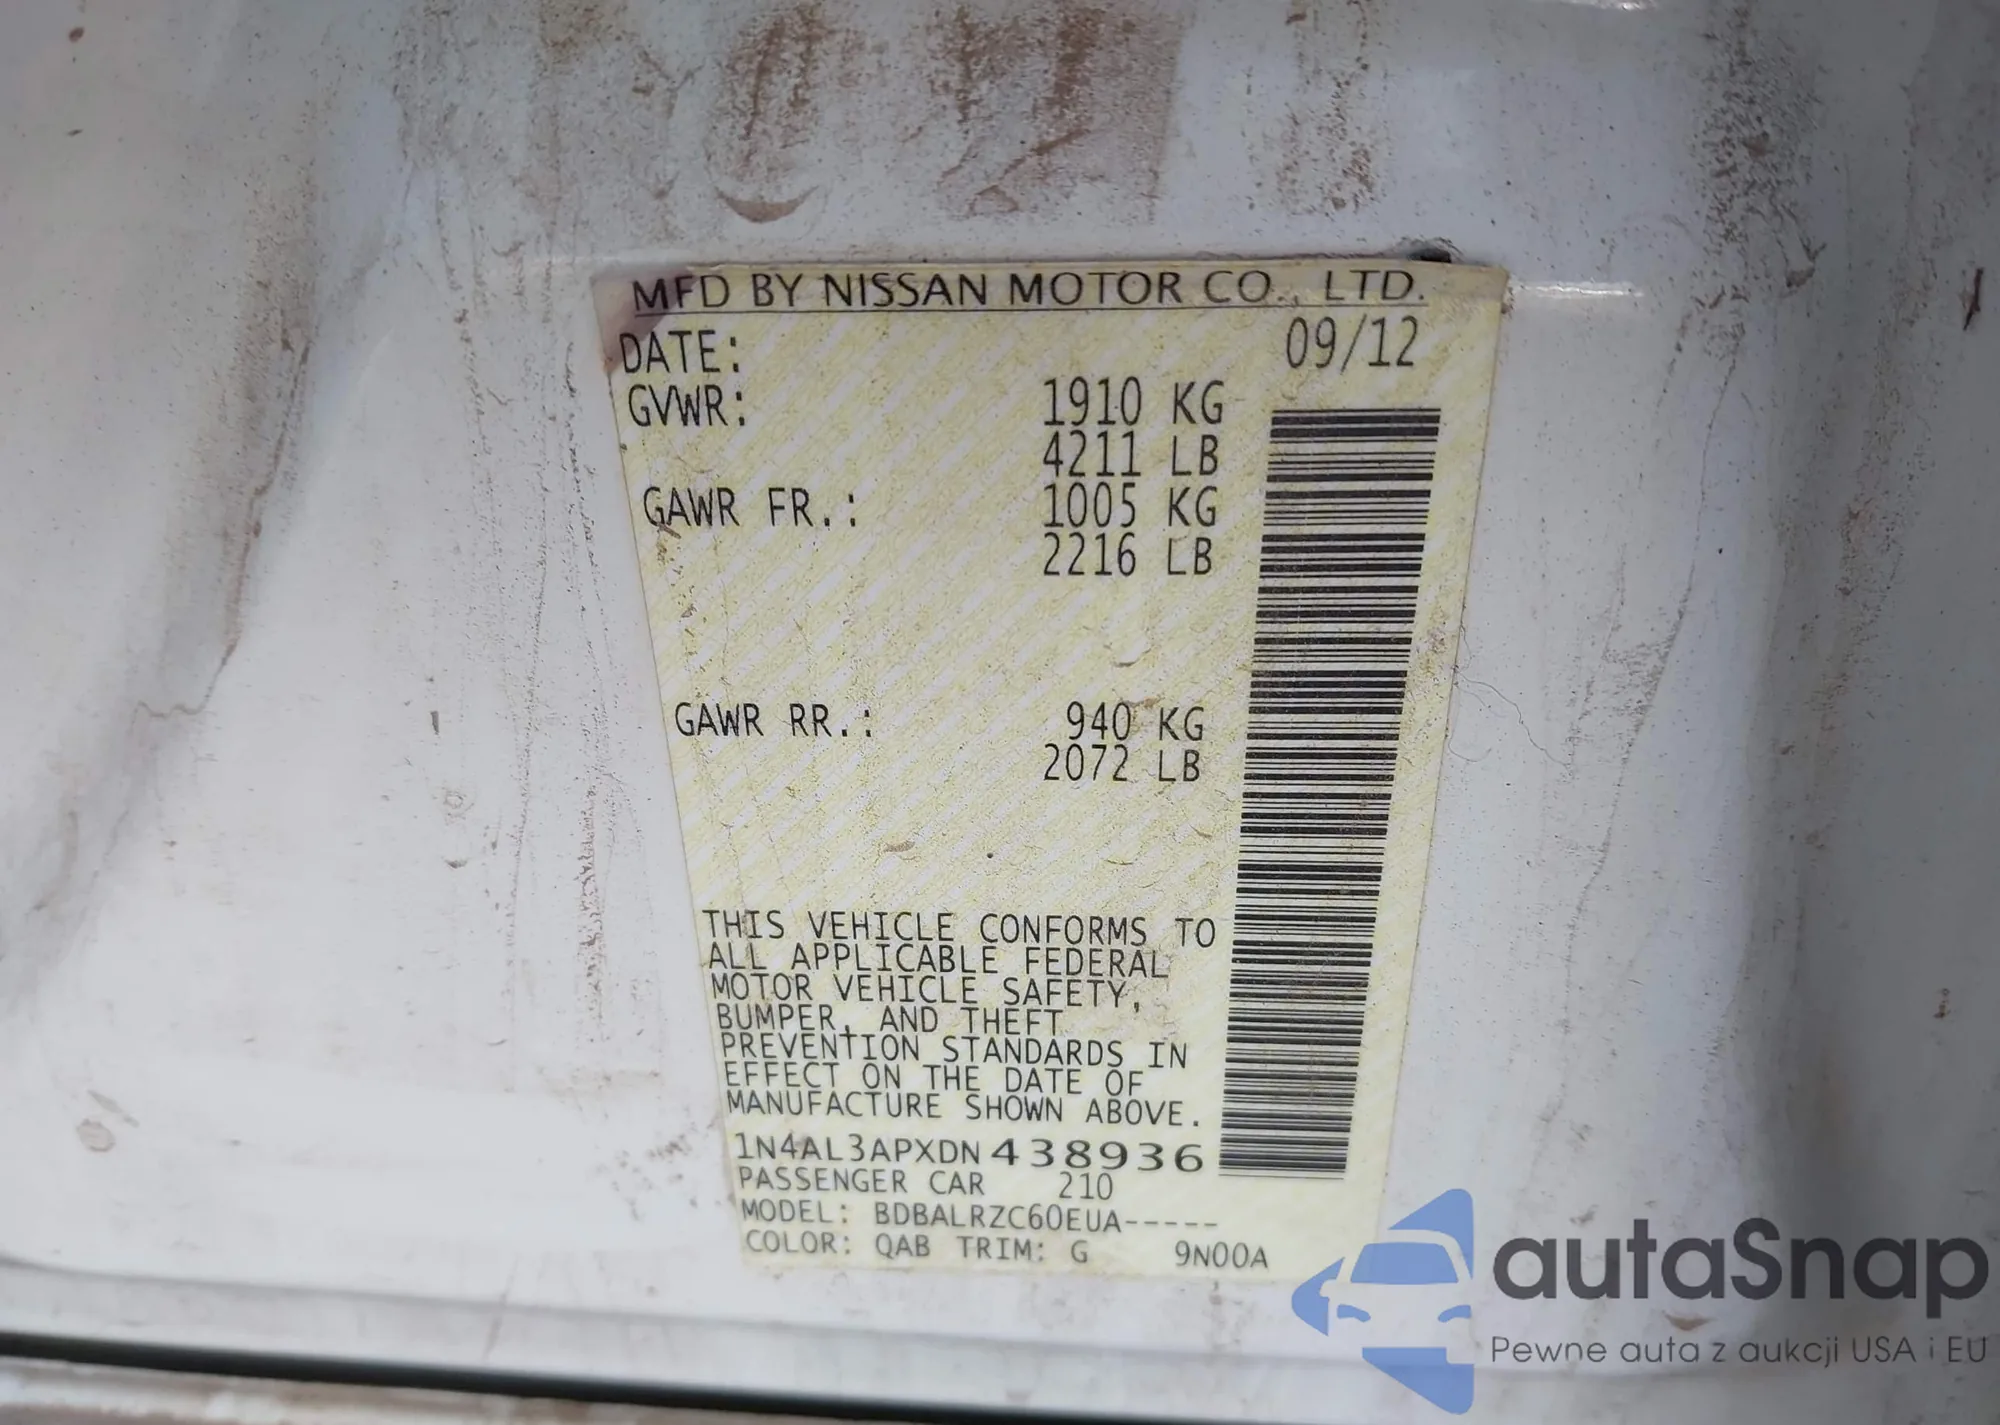 MFD BY NISSAN MOTOR CO., LTD.
DATE: 09/12
GVWR: 1910 KG
4211 LB
GAWR FR.: 1005 KG
2216 LB
GAWR RR.: 940 KG
2072 LB
THIS VEHICLE CONFORMS TO
ALL APPLICABLE FEDERAL
MOTOR VEHICLE SAFETY,
BUMPER, AND THEFT
PREVENTION STANDARDS IN
EFFECT ON THE DATE OF
MANUFACTURE SHOWN ABOVE.
1N4AL3APXDN438936
PASSENGER CAR 210
MODEL: BDBALRZC60EUA-----
COLOR: QAB TRIM: G 9N00A
autaSnap
Pewne auta z aukcji USA i EU